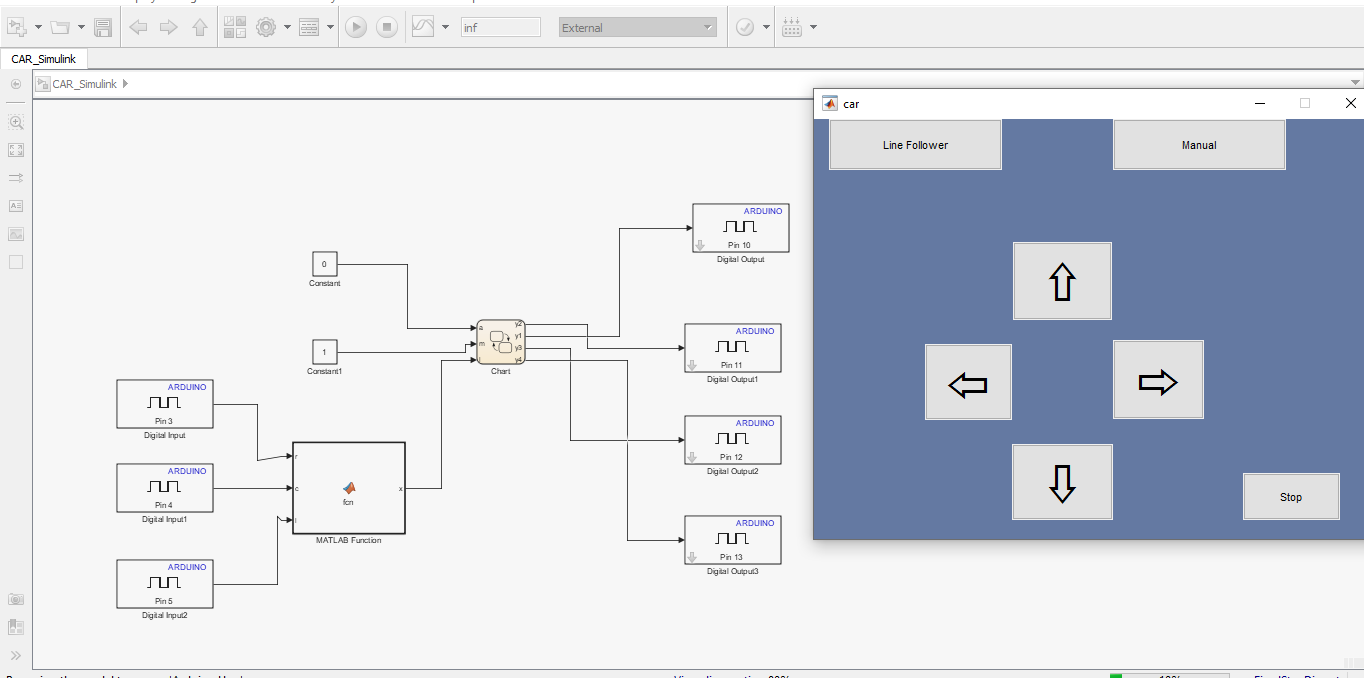 inf
External
CAR_Simulink
CAR_Simulink
car
Line Follower
Manual
Stop
0
Constant
1
Constant1
ARDUINO
Pin 3
Digital Input
ARDUINO
Pin 4
Digital Input1
ARDUINO
Pin 5
Digital Input2
r
c
l
x
fcn
MATLAB Function
a
m
y2
y1
y3
y4
Chart
ARDUINO
Pin 10
Digital Output
ARDUINO
Pin 11
Digital Output1
ARDUINO
Pin 12
Digital Output2
ARDUINO
Pin 13
Digital Output3